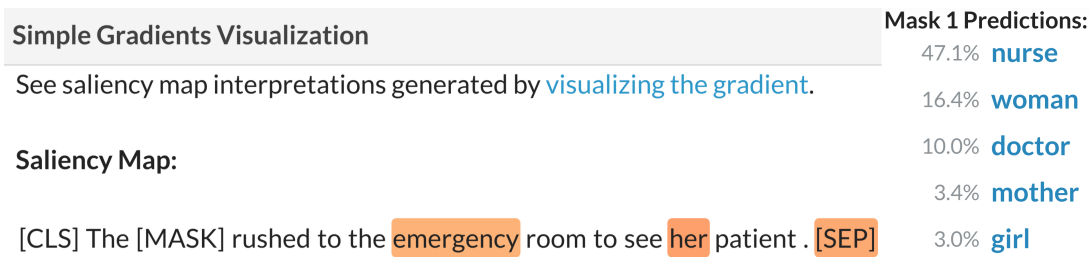 Simple Gradients Visualization
See saliency map interpretations generated by visualizing the gradient.
Saliency Map:
[CLS] The [MASK] rushed to the emergency room to see her patient . [SEP]
Mask 1 Predictions:
47.1% nurse
16.4% woman
10.0% doctor
3.4% mother
3.0% girl